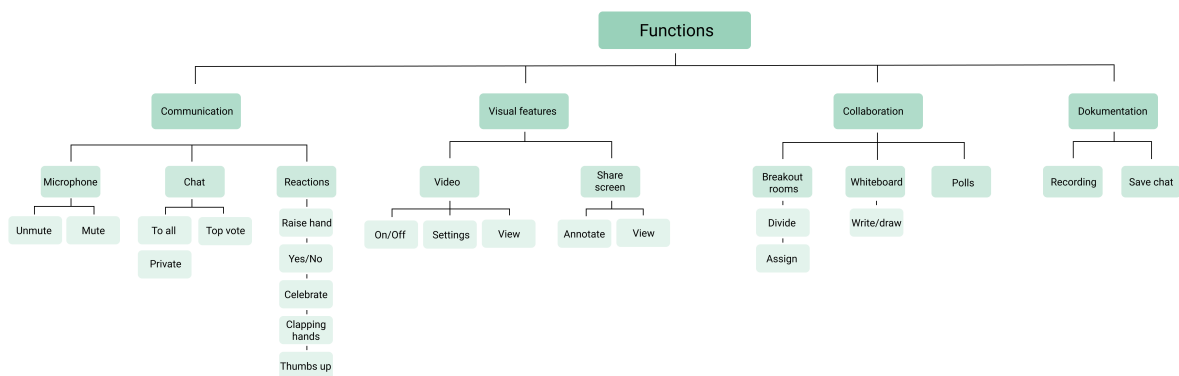 Functions
Communication
Visual features
Collaboration
Dokumentation
Microphone
Chat
Reactions
Video
Share
screen
Breakout
rooms
Whiteboard
Polls
Recording
Save chat
Unmute
Mute
To all
Top vote
Private
Raise hand
Yes/No
Celebrate
Clapping
hands
Thumbs up
On/Off
Settings
View
Annotate
View
Divide
Assign
Write/draw